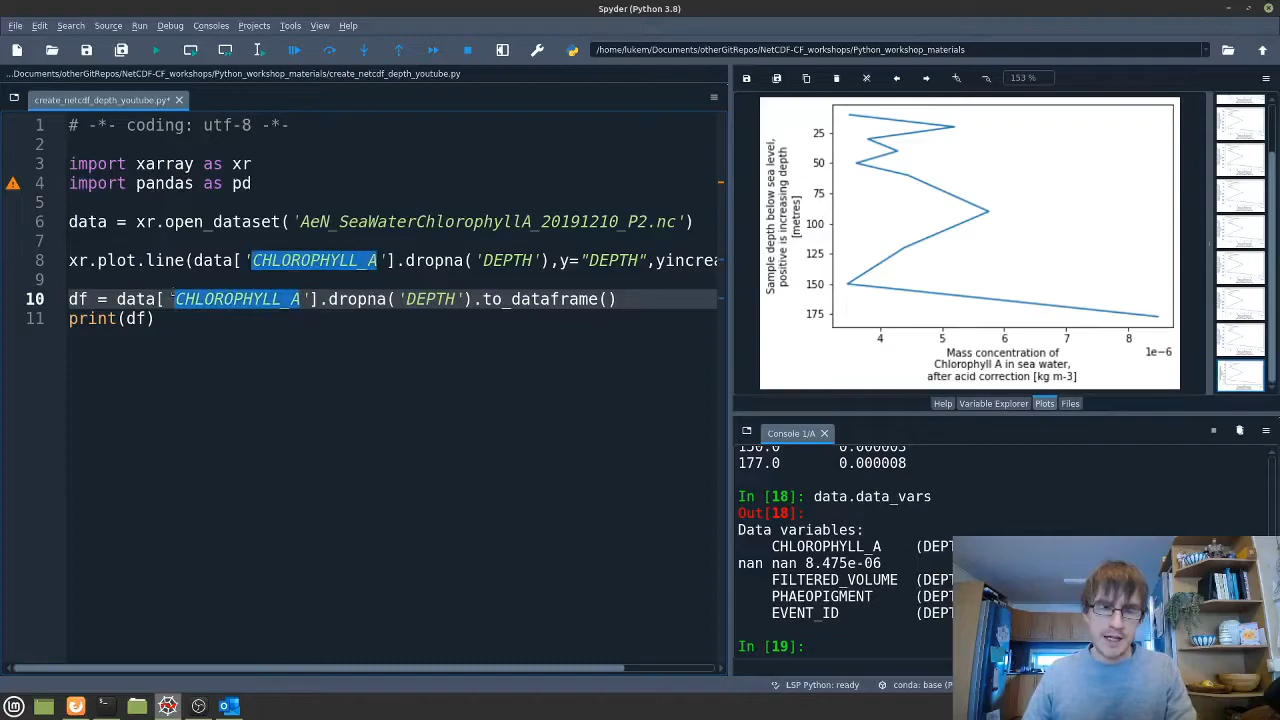 Spyder (Python 3.8)
File Edit Search Source Run Debug Consoles Projects Tools View Help
/home/lukem/Documents/otherGitRepos/NetCDF-CF_workshops/Python_workshop_materials
...Documents/otherGitRepos/NetCDF-CF_workshops/Python_workshop_materials/create_netcdf_depth_youtube.py
create_netcdf_depth_youtube.py*
1 # -*- coding: utf-8 -*-
2
3 import xarray as xr
4 import pandas as pd
5
6 data = xr.open_dataset('AeN_SeaWaterChlorophyllA_20191210_P2.nc')
7
8 xr.plot.line(data['CHLOROPHYLL_A'].dropna('DEPTH'),y="DEPTH",yincrea
9
10 df = data['CHLOROPHYLL_A'].dropna('DEPTH').to_dataframe()
11 print(df)
153 %
Sample depth below sea level,
positive is increasing depth
[metres]
25
50
75
100
125
150
175
4 5 6 7 8
1e-6
Mass concentration of
Chlorophyll A in sea water,
after acid correction [kg m-3]
Help Variable Explorer Plots Files
Console 1/A
150.0 0.000003
177.0 0.000008
In [18]: data.data_vars
Out[18]:
Data variables:
CHLOROPHYLL_A (DEPT
nan nan 8.475e-06
FILTERED_VOLUME (DEPT
PHAEOPIGMENT (DEPT
EVENT_ID (DEPT
In [19]:
LSP Python: ready conda: base (P